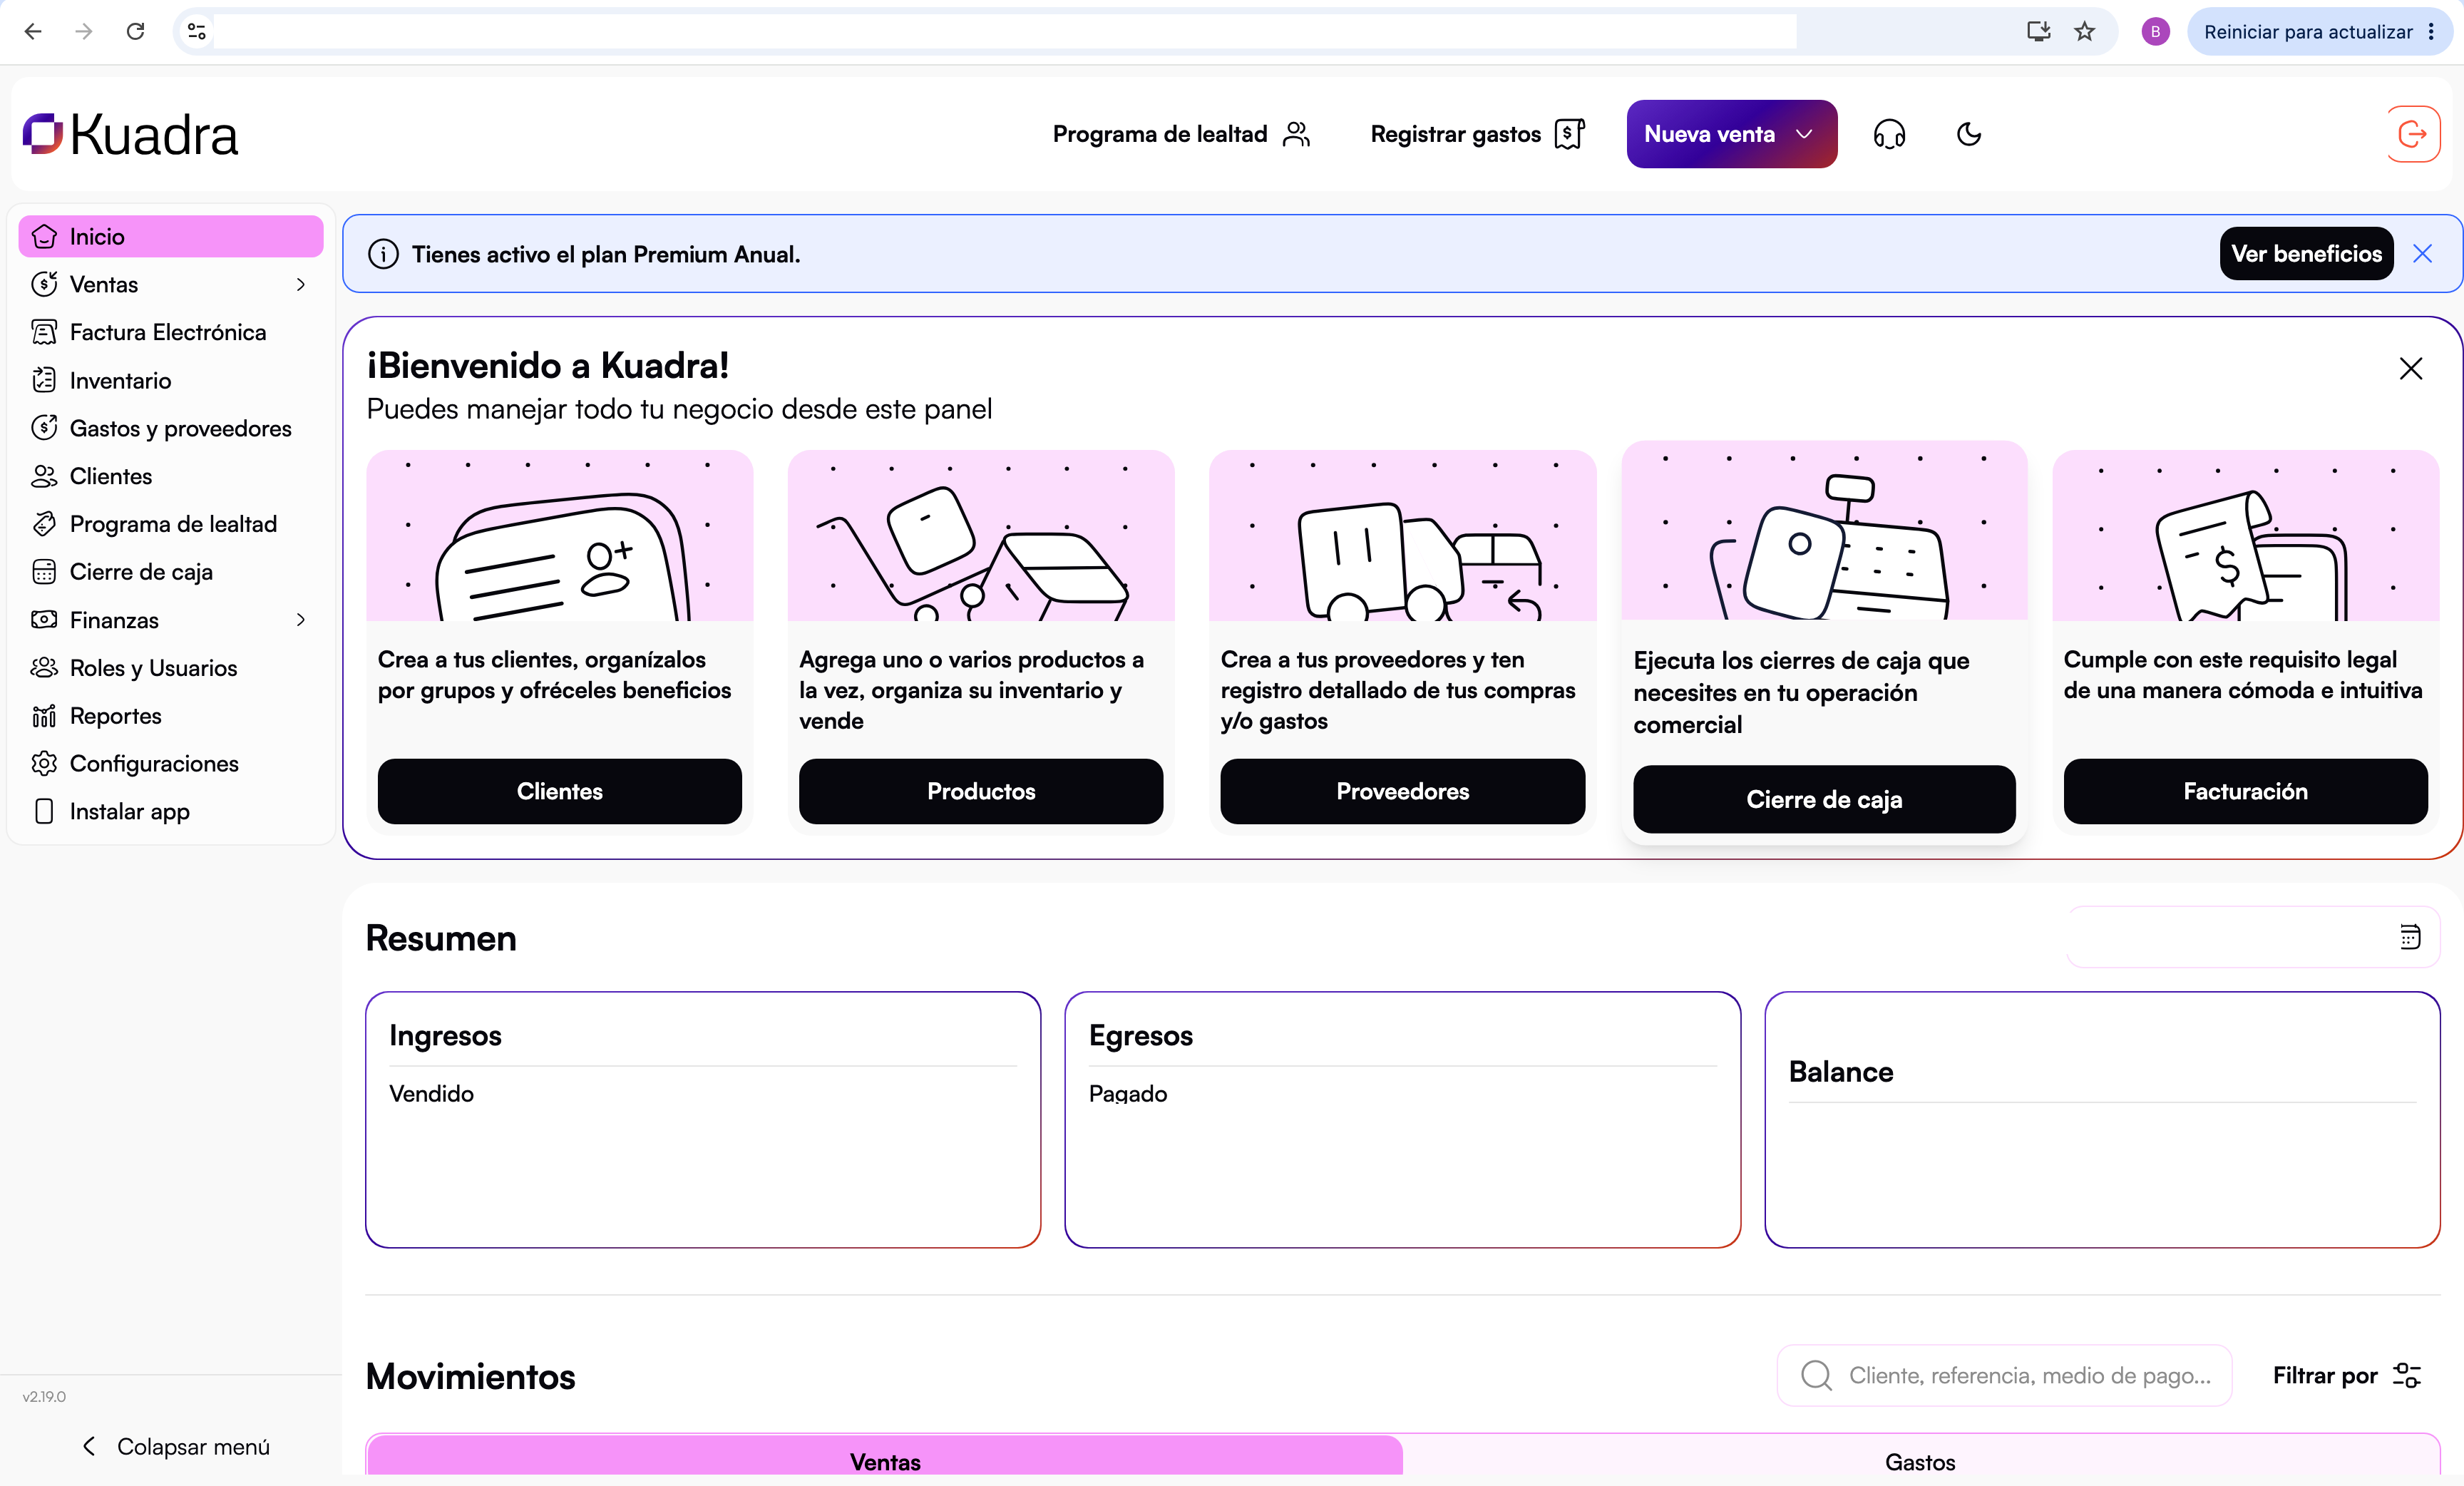 B
Reiniciar para actualizar
Kuadra
Programa de lealtad
Registrar gastos
Nueva venta
Inicio
Ventas
Factura Electrónica
Inventario
Gastos y proveedores
Clientes
Programa de lealtad
Cierre de caja
Finanzas
Roles y Usuarios
Reportes
Configuraciones
Instalar app
v2.19.0
Colapsar menú
Tienes activo el plan Premium Anual.
Ver beneficios
¡Bienvenido a Kuadra!
Puedes manejar todo tu negocio desde este panel
Crea a tus clientes, organízalos
por grupos y ofréceles beneficios
Clientes
Agrega uno o varios productos a
la vez, organiza su inventario y
vende
Productos
Crea a tus proveedores y ten
registro detallado de tus compras
y/o gastos
Proveedores
Ejecuta los cierres de caja que
necesites en tu operación
comercial
Cierre de caja
Cumple con este requisito legal
de una manera cómoda e intuitiva
Facturación
Resumen
Ingresos
Vendido
Egresos
Pagado
Balance
Movimientos
Cliente, referencia, medio de pago...
Filtrar por
Ventas
Gastos